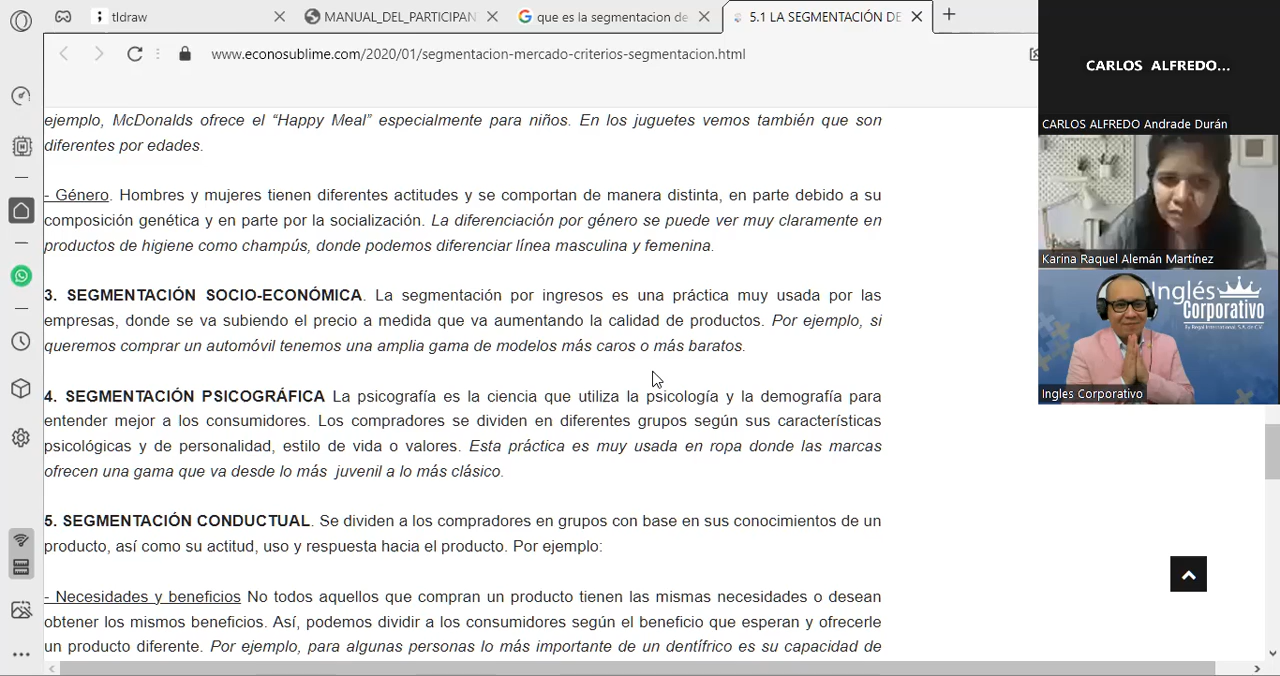 tldraw
MANUAL_DEL_PARTICIPAN
que es la segmentacion de
5.1 LA SEGMENTACIÓN DE
www.econosublime.com/2020/01/segmentacion-mercado-criterios-segmentacion.html
ejemplo, McDonalds ofrece el “Happy Meal” especialmente para niños. En los juguetes vemos también que son
diferentes por edades.
- Género. Hombres y mujeres tienen diferentes actitudes y se comportan de manera distinta, en parte debido a su
composición genética y en parte por la socialización. La diferenciación por género se puede ver muy claramente en
productos de higiene como champús, donde podemos diferenciar línea masculina y femenina.
3. SEGMENTACIÓN SOCIO-ECONÓMICA. La segmentación por ingresos es una práctica muy usada por las
empresas, donde se va subiendo el precio a medida que va aumentando la calidad de productos. Por ejemplo, si
queremos comprar un automóvil tenemos una amplia gama de modelos más caros o más baratos.
4. SEGMENTACIÓN PSICOGRÁFICA La psicografía es la ciencia que utiliza la psicología y la demografía para
entender mejor a los consumidores. Los compradores se dividen en diferentes grupos según sus características
psicológicas y de personalidad, estilo de vida o valores. Esta práctica es muy usada en ropa donde las marcas
ofrecen una gama que va desde lo más juvenil a lo más clásico.
5. SEGMENTACIÓN CONDUCTUAL. Se dividen a los compradores en grupos con base en sus conocimientos de un
producto, así como su actitud, uso y respuesta hacia el producto. Por ejemplo:
- Necesidades y beneficios No todos aquellos que compran un producto tienen las mismas necesidades o desean
obtener los mismos beneficios. Así, podemos dividir a los consumidores según el beneficio que esperan y ofrecerle
un producto diferente. Por ejemplo, para algunas personas lo más importante de un dentífrico es su capacidad de
CARLOS ALFREDO...
CARLOS ALFREDO Andrade Durán
Karina Raquel Alemán Martínez
Inglés
Corporativo
By Regal International, S.A. de C.V.
Ingles Corporativo